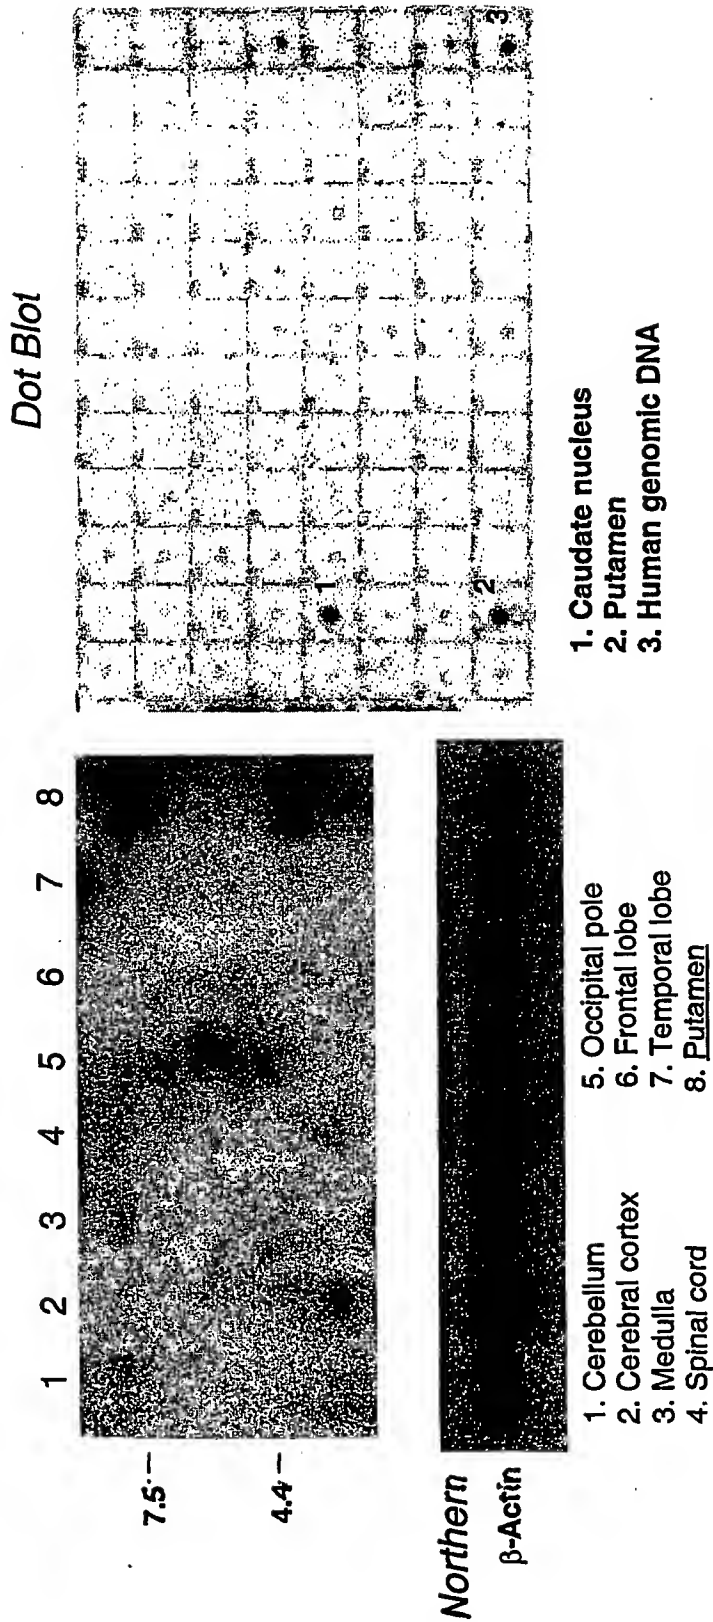 1 2 3 4 5 6 7 8
7.5
4.4
Northern
β-Actin
1. Cerebellum
2. Cerebral cortex
3. Medulla
4. Spinal cord
5. Occipital pole
6. Frontal lobe
7. Temporal lobe
8. Putamen
Dot Blot
1
2
3
1. Caudate nucleus
2. Putamen
3. Human genomic DNA